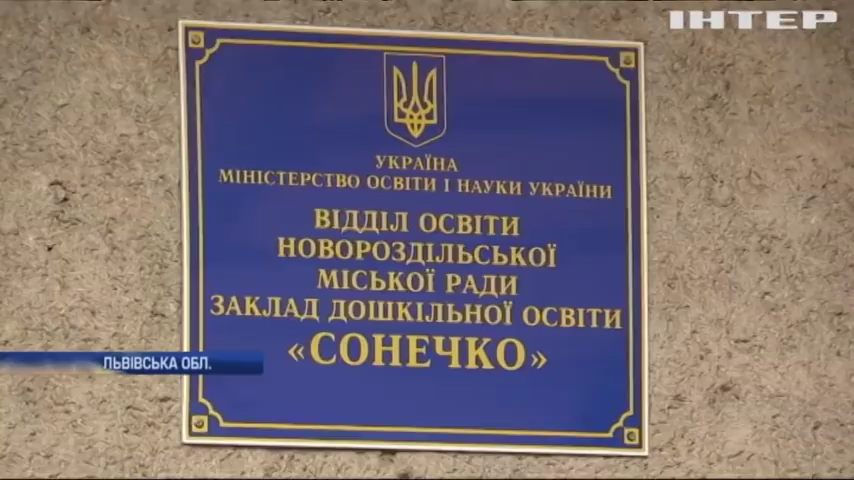 ІНТЕР
УКРАЇНА
МІНІСТЕРСТВО ОСВІТИ І НАУКИ УКРАЇНИ
ВІДДІЛ ОСВІТИ
НОВОРОЗДІЛЬСЬКОЇ
МІСЬКОЇ РАДИ
ЗАКЛАД ДОШКІЛЬНОЇ ОСВІТИ
«СОНЕЧКО»
ЛЬВІВСЬКА ОБЛ.